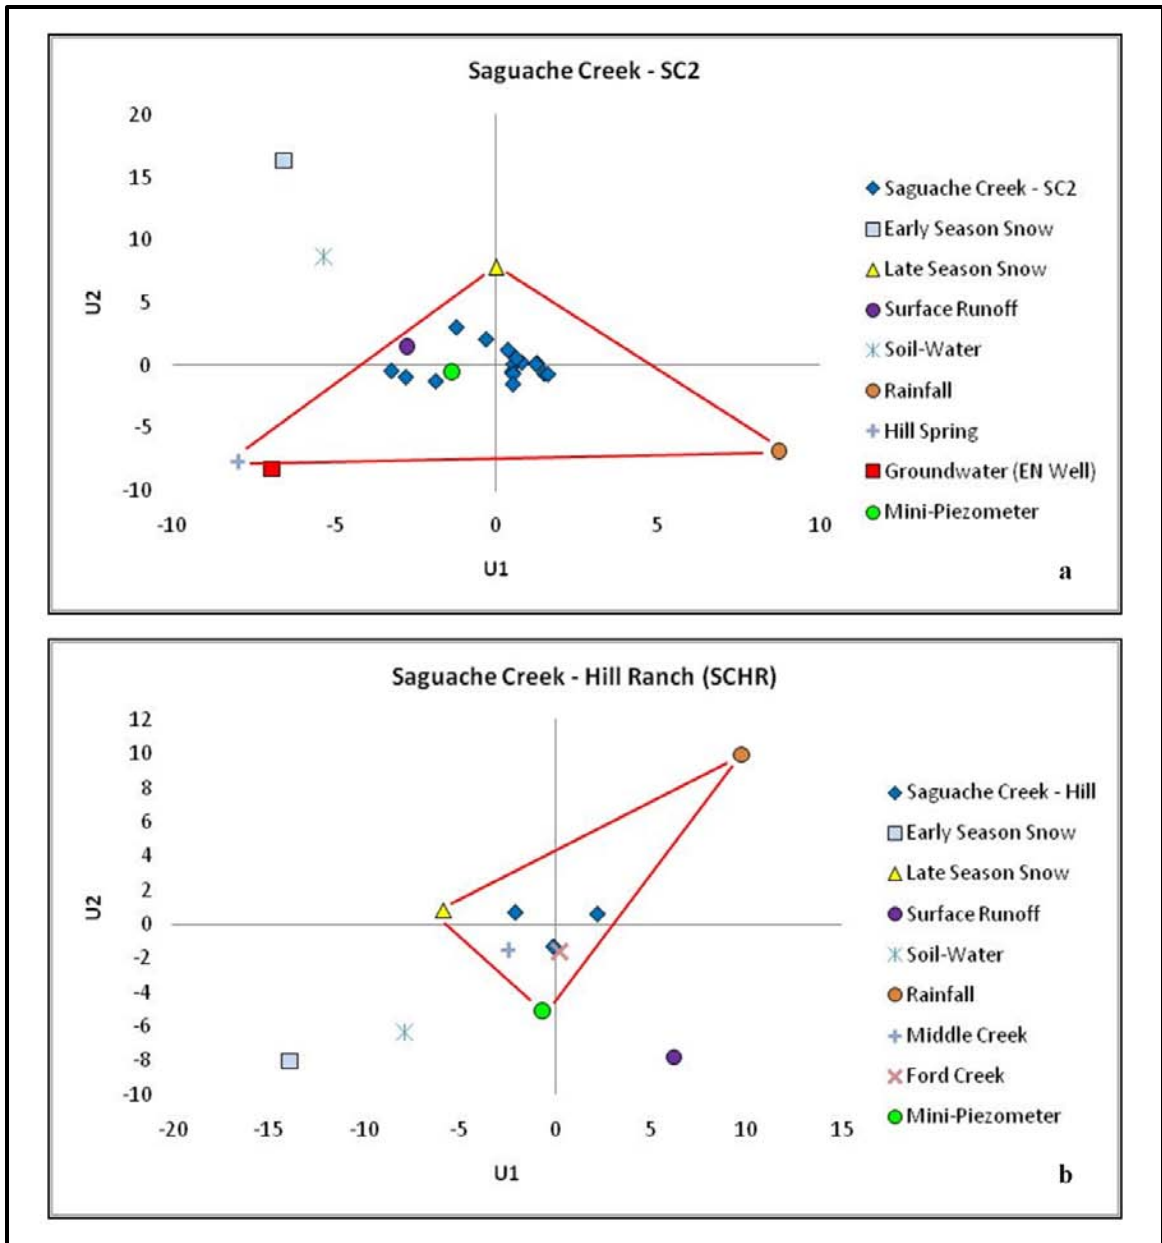 Saguache Creek - SC2
20
15
10
5
0
-5
-10
U2
-10 -5 0 5 10
U1
Saguache Creek - SC2
Early Season Snow
Late Season Snow
Surface Runoff
Soil-Water
Rainfall
Hill Spring
Groundwater (EN Well)
Mini-Piezometer
a
Saguache Creek - Hill Ranch (SCHR)
12
10
8
6
4
2
0
-2
-4
-6
-8
-10
U2
-20 -15 -10 -5 0 5 10 15
U1
Saguache Creek - Hill
Early Season Snow
Late Season Snow
Surface Runoff
Soil-Water
Rainfall
Middle Creek
Ford Creek
Mini-Piezometer
b